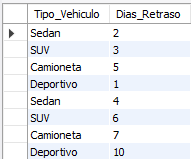 Tipo_Vehiculo Dias_Retraso
Sedan 2
SUV 3
Camioneta 5
Deportivo 1
Sedan 4
SUV 6
Camioneta 7
Deportivo 10